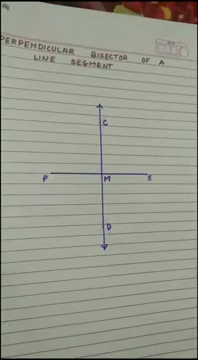 PERPENDICULAR BISECTOR OF A
LINE SEGMENT
C
P M S
D